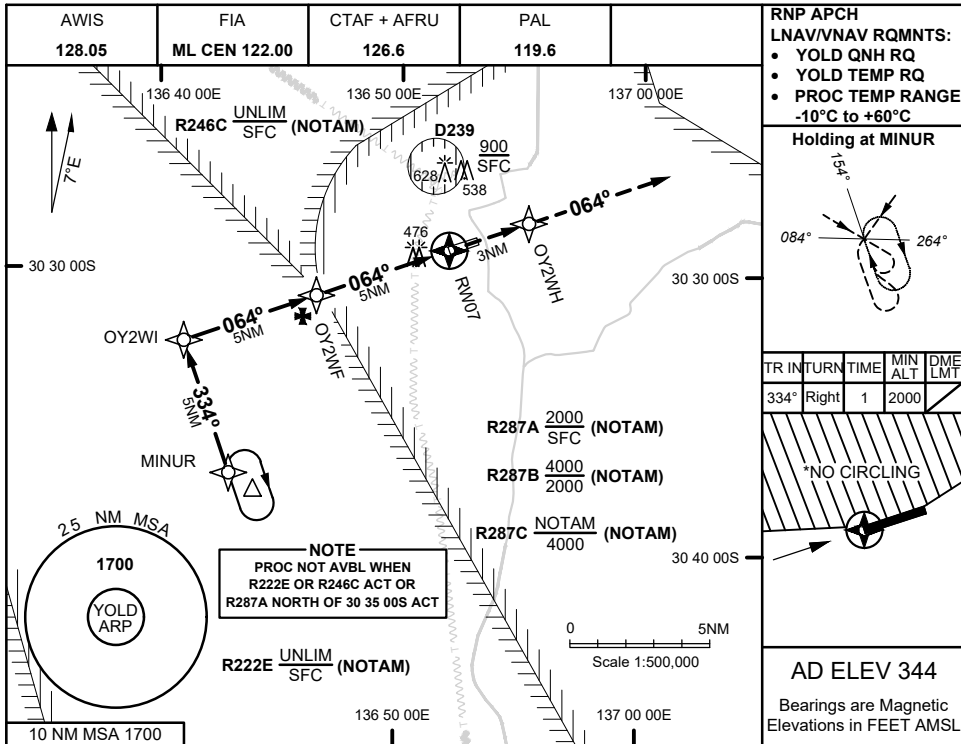 AWIS
128.05
FIA
ML CEN 122.00
CTAF + AFRU
126.6
PAL
119.6
RNP APCH
LNAV/VNAV RQMNTS:
• YOLD QNH RQ
• YOLD TEMP RQ
• PROC TEMP RANGE
-10°C to +60°C
136 40 00E
136 50 00E
137 00 00E
7°E
R246C UNLIM (NOTAM)
SFC
D239
900
SFC
628
538
Holding at MINUR
154°
084°
264°
476
064°
3NM
064°
5NM
064°
5NM
30 30 00S
30 30 00S
OY2WH
RW07
OY2WI
OY2WF
334°
5NM
MINUR
TR IN TURN TIME MIN ALT DME LMT
334° Right 1 2000
R287A 2000 (NOTAM)
SFC
R287B 4000 (NOTAM)
2000
R287C NOTAM (NOTAM)
4000
*NO CIRCLING
30 40 00S
25 NM MSA
1700
YOLD
ARP
NOTE
PROC NOT AVBL WHEN
R222E OR R246C ACT OR
R287A NORTH OF 30 35 00S ACT
R222E UNLIM (NOTAM)
SFC
0 5NM
Scale 1:500,000
136 50 00E
137 00 00E
10 NM MSA 1700
AD ELEV 344
Bearings are Magnetic
Elevations in FEET AMSL